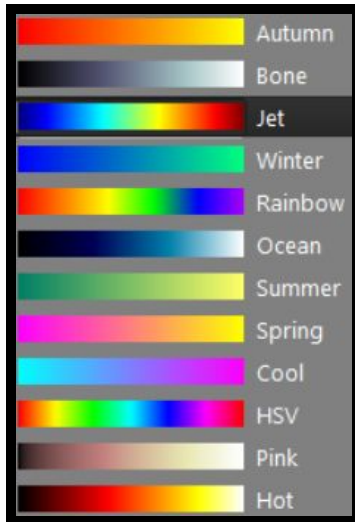 Autumn
Bone
Jet
Winter
Rainbow
Ocean
Summer
Spring
Cool
HSV
Pink
Hot